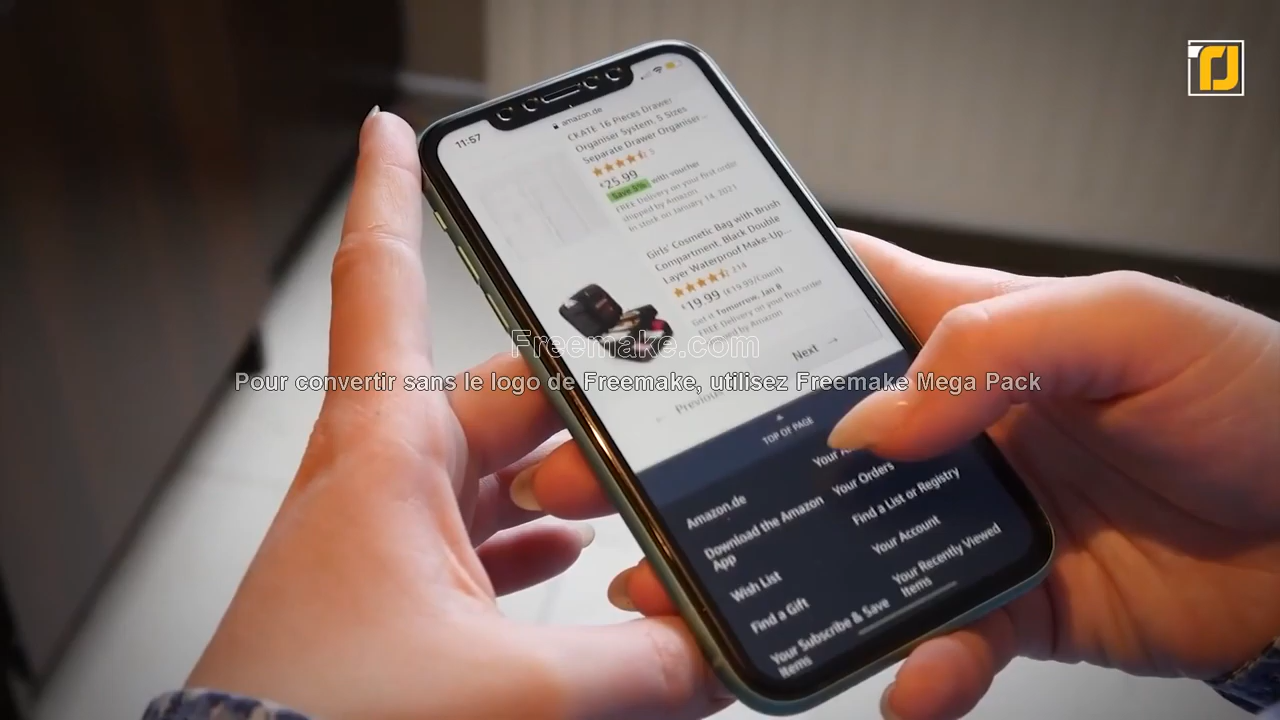 11:57
amazon.de
CKATE 16 Pieces Drawer
Organiser System, 5 Sizes
Separate Drawer Organiser...
5
€25.99
Save 5% with voucher
FREE Delivery on your first order
shipped by Amazon
In stock on January 14, 2021
Girls' Cosmetic Bag with Brush
Compartment, Black Double
Layer Waterproof Make-Up...
214
€19.99 (€19.99/Count)
Get it Tomorrow, Jan 8
FREE Delivery on your first order
shipped by Amazon
Next →
← Previous
Freemake.com
Pour convertir sans le logo de Freemake, utilisez Freemake Mega Pack
TOP OF PAGE
Amazon.de
Your
Download the Amazon
App
Your Orders
Wish List
Find a List or Registry
Find a Gift
Your Account
Your Subscribe & Save
Items
Your Recently Viewed
Items